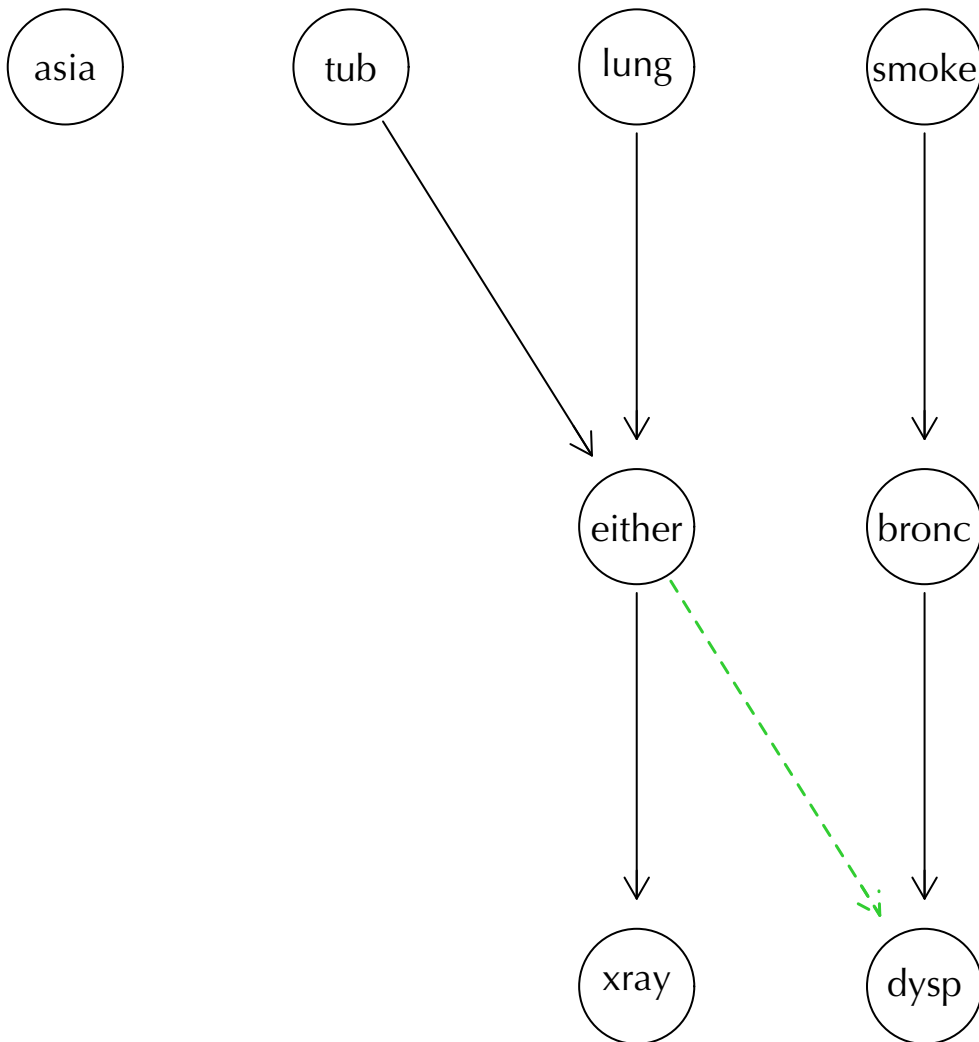 asia
tub
lung
smoke
either
bronc
xray
dysp